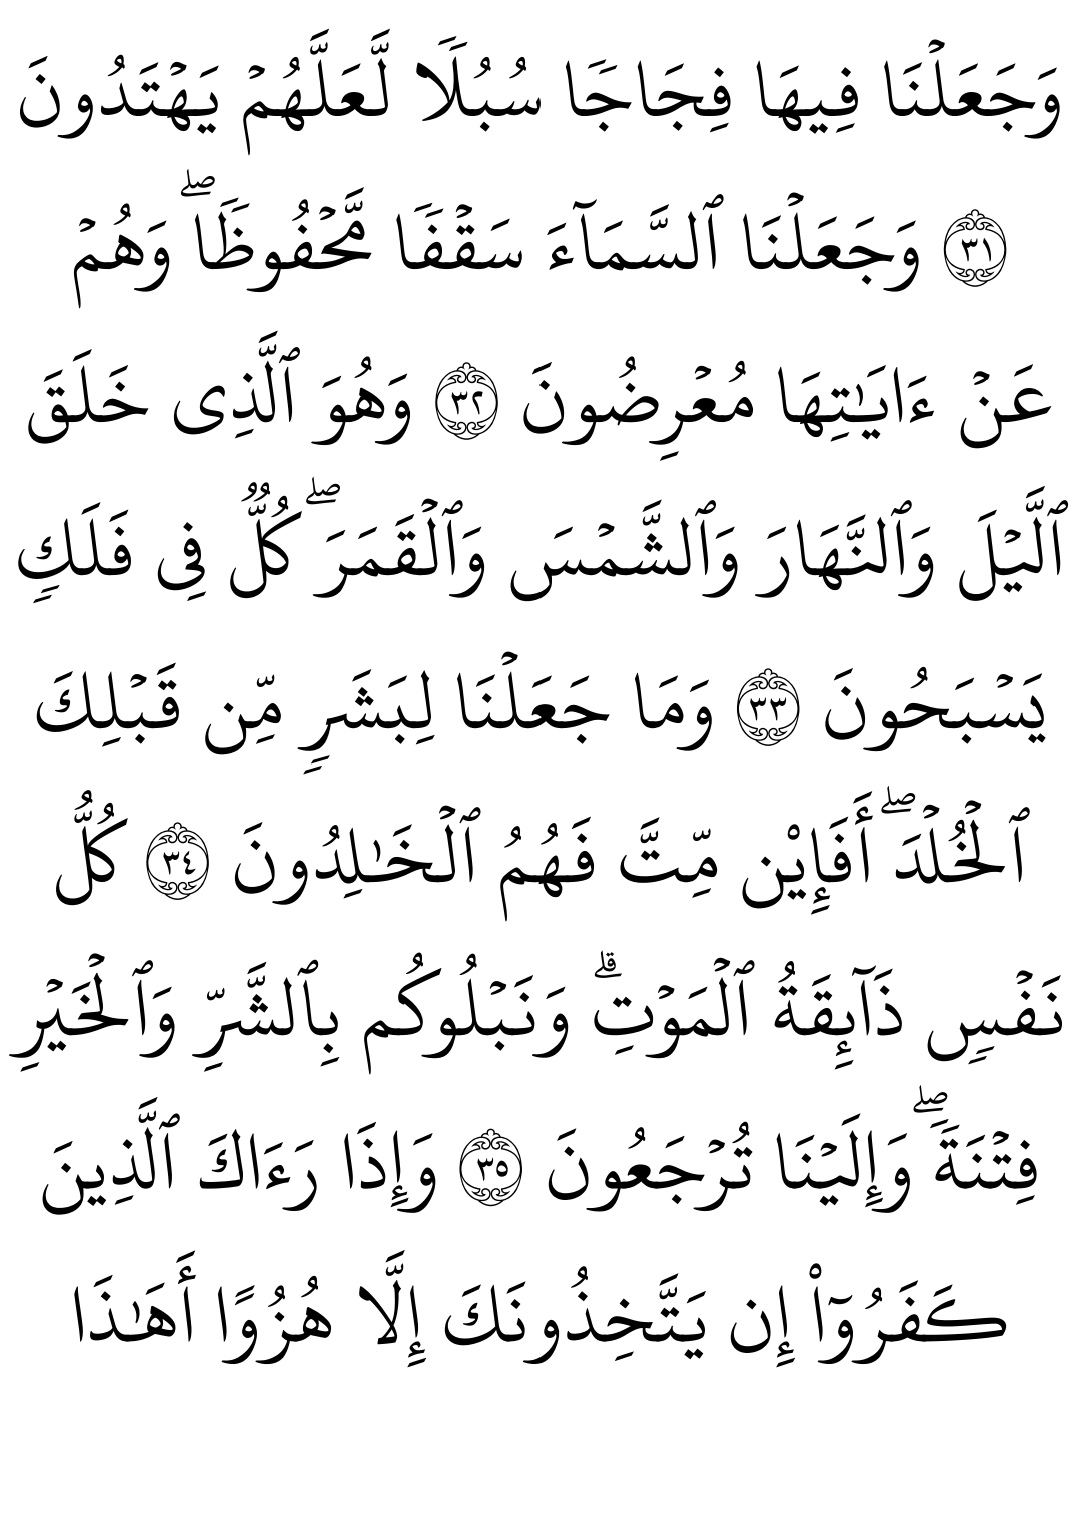 وَجَعَلۡنَا فِيهَا فِجَاجٗا سُبُلٗا لَّعَلَّهُمۡ يَهۡتَدُونَ
٣١ وَجَعَلۡنَا ٱلسَّمَآءَ سَقۡفٗا مَّحۡفُوظٗاۖ وَهُمۡ
عَنۡ ءَايَٰتِهَا مُعۡرِضُونَ ٣٢ وَهُوَ ٱلَّذِى خَلَقَ
ٱلَّيۡلَ وَٱلنَّهَارَ وَٱلشَّمۡسَ وَٱلۡقَمَرَۖ كُلّٞ فِى فَلَكٖ
يَسۡبَحُونَ ٣٣ وَمَا جَعَلۡنَا لِبَشَرٖ مِّن قَبۡلِكَ
ٱلۡخُلۡدَۖ أَفَإِيْن مِّتَّ فَهُمُ ٱلۡخَٰلِدُونَ ٣٤ كُلُّ
نَفۡسٖ ذَآئِقَةُ ٱلۡمَوۡتِۗ وَنَبۡلُوكُم بِٱلشَّرِّ وَٱلۡخَيۡرِ
فِتۡنَةٗۖ وَإِلَيۡنَا تُرۡجَعُونَ ٣٥ وَإِذَا رَءَاكَ ٱلَّذِينَ
كَفَرُوٓاْ إِن يَتَّخِذُونَكَ إِلَّا هُزُوًا أَهَٰذَا